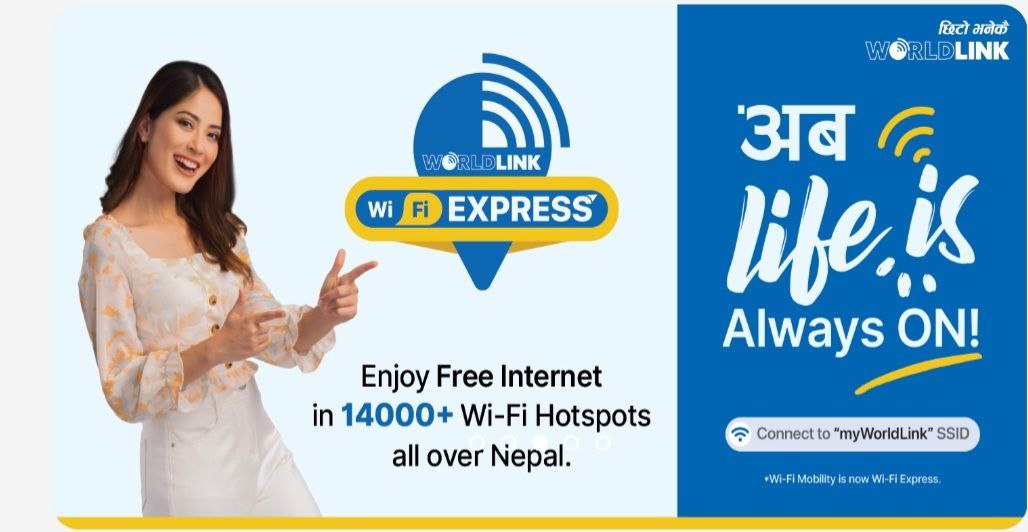 WORLDLINK
Wi Fi EXPRESS
Enjoy Free Internet
in 14000+ Wi-Fi Hotspots
all over Nepal.
छिटो भनेकै
WORLDLINK
अब
life is
Always ON!
Connect to “myWorldLink” SSID
*Wi-Fi Mobility is now Wi-Fi Express.